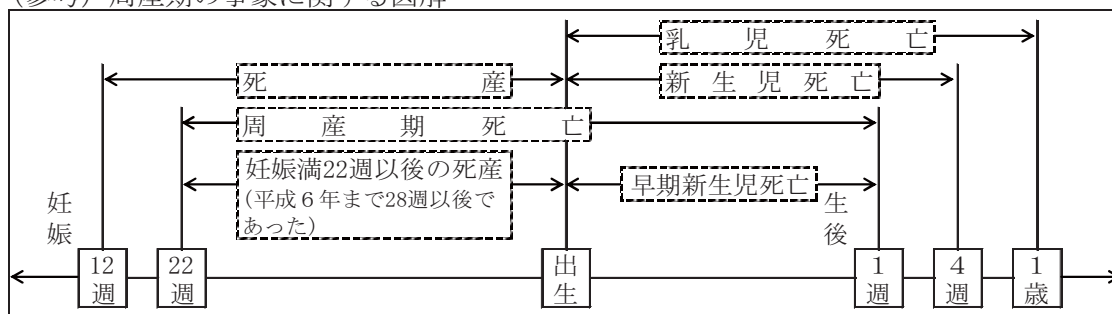 (参考) 周産期の事象に関する図解
乳児死亡
死産
新生児死亡
周産期死亡
妊娠満22週以後の死産
(平成6年まで28週以後で
あった)
早期新生児死亡
妊娠
生後
12週
22週
出生
1週
4週
1歳